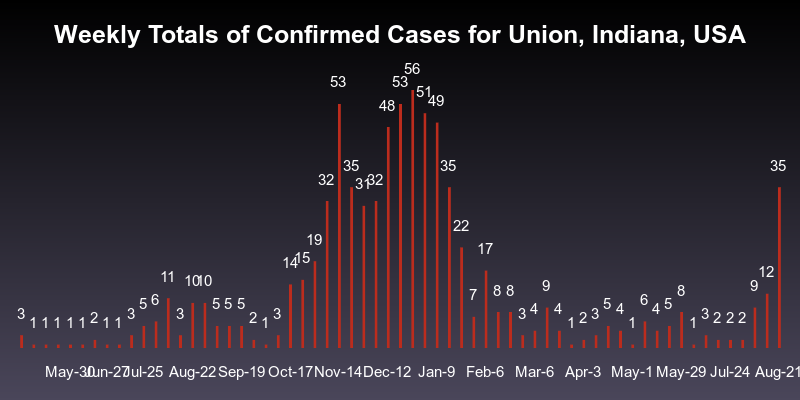 Weekly Totals of Confirmed Cases for Union, Indiana, USA
3 1 1 1 1 1 2 1 1 3 5 6 11 3 10 10 5 5 5 2 1 3 14 15 19 32 53 35 31 32 48 53 56 51 49 35 22 7 17 8 8 3 4 9 4 1 2 3 5 4 1 6 4 5 8 1 3 2 2 2 9 12 35
May-30 Jun-27 Jul-25 Aug-22 Sep-19 Oct-17 Nov-14 Dec-12 Jan-9 Feb-6 Mar-6 Apr-3 May-1 May-29 Jul-24 Aug-21